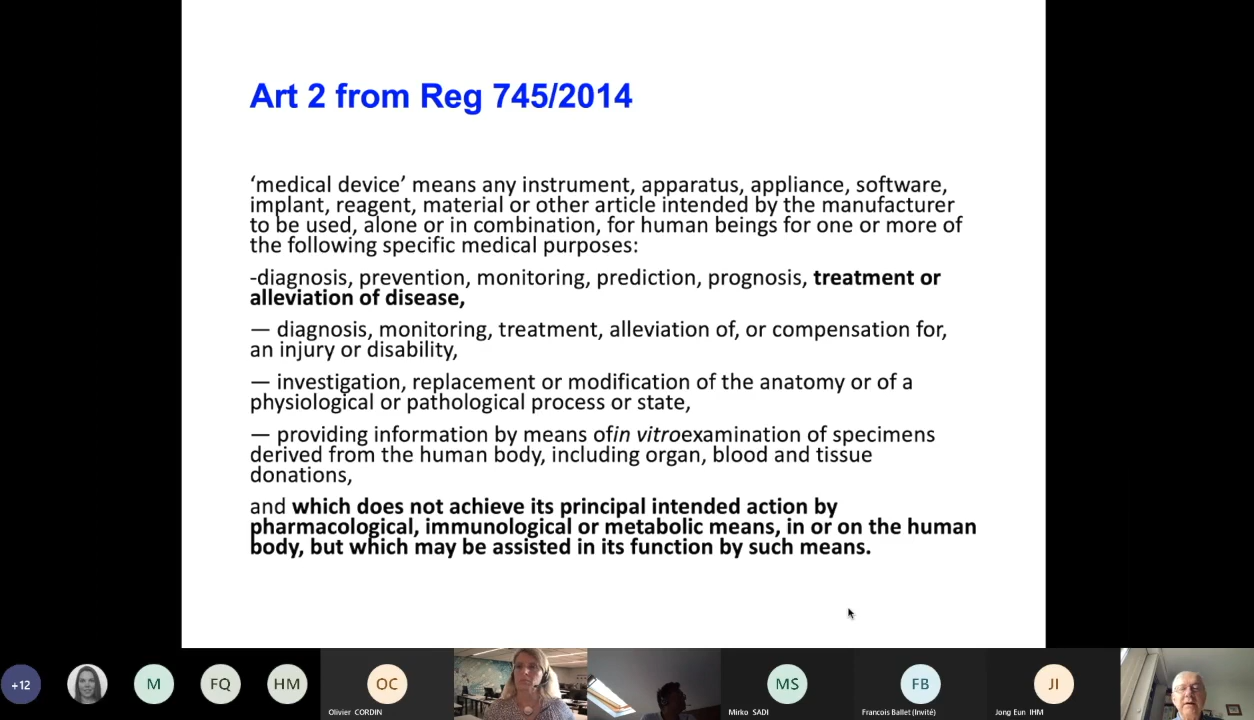 Art 2 from Reg 745/2014
‘medical device’ means any instrument, apparatus, appliance, software,
implant, reagent, material or other article intended by the manufacturer
to be used, alone or in combination, for human beings for one or more of
the following specific medical purposes:
-diagnosis, prevention, monitoring, prediction, prognosis, treatment or
alleviation of disease,
— diagnosis, monitoring, treatment, alleviation of, or compensation for,
an injury or disability,
— investigation, replacement or modification of the anatomy or of a
physiological or pathological process or state,
— providing information by means ofin vitroexamination of specimens
derived from the human body, including organ, blood and tissue
donations,
and which does not achieve its principal intended action by
pharmacological, immunological or metabolic means, in or on the human
body, but which may be assisted in its function by such means.
+12
M
FQ
HM
OC
MS
FB
JI
Olivier CORDIN
Mirko SADI
Francois Ballet (Invité)
Jong Eun IHM